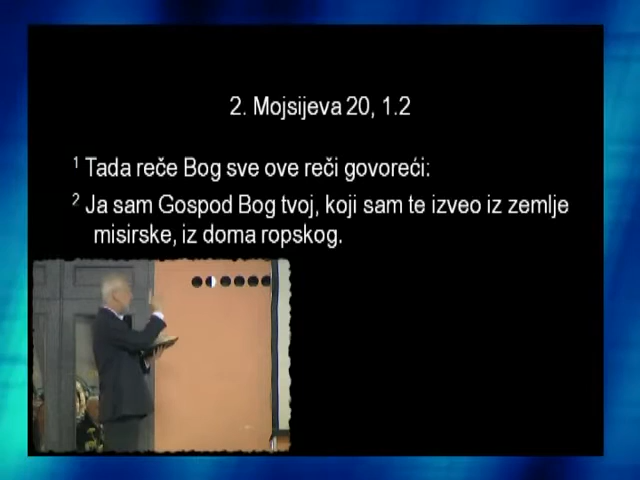 2. Mojsijeva 20, 1.2
1 Tada reče Bog sve ove reči govoreći:
2 Ja sam Gospod Bog tvoj, koji sam te izveo iz zemlje
misirske, iz doma ropskog.